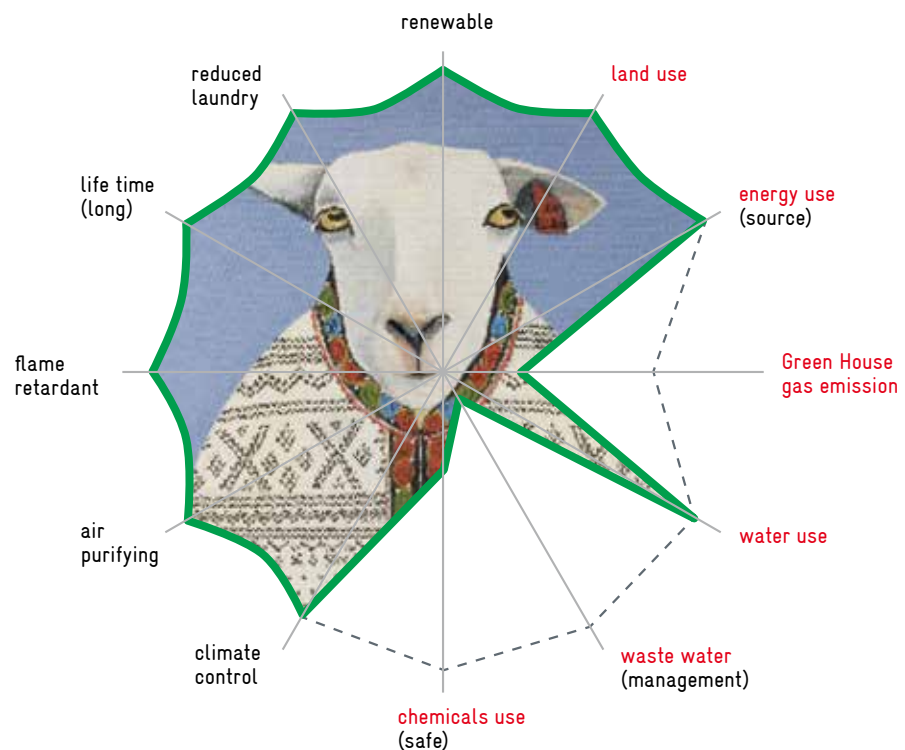 renewable
land use
energy use
(source)
Green House
gas emission
water use
waste water
(management)
chemicals use
(safe)
climate
control
air
purifying
flame
retardant
life time
(long)
reduced
laundry